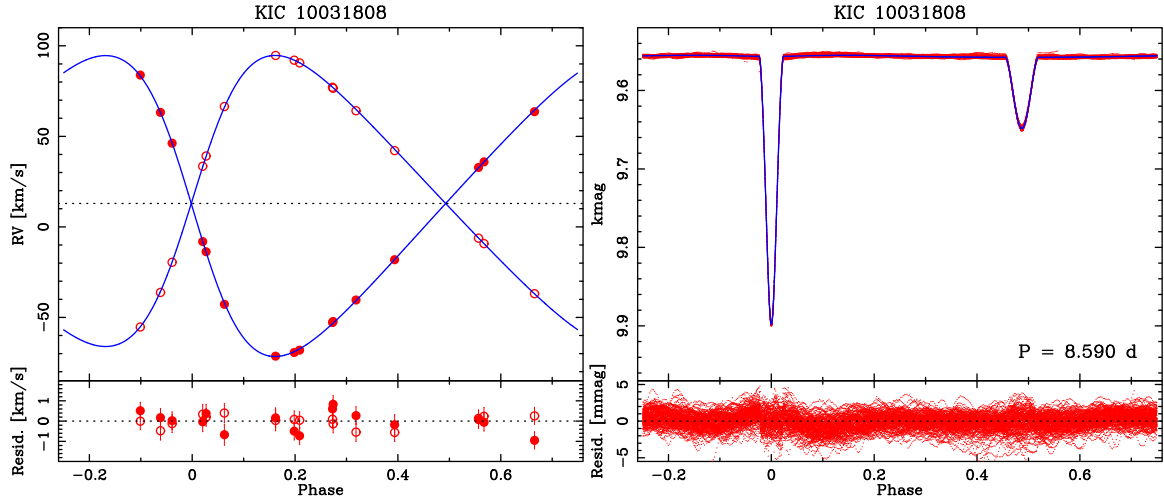 KIC 10031808
RV [km/s]
100
50
0
−50
Resid. [km/s]
1
0
−1
−0.2 0 0.2 0.4 0.6
Phase
KIC 10031808
kmag
9.6
9.7
9.8
9.9
P = 8.590 d
Resid. [mmag]
5
0
−5
−0.2 0 0.2 0.4 0.6
Phase